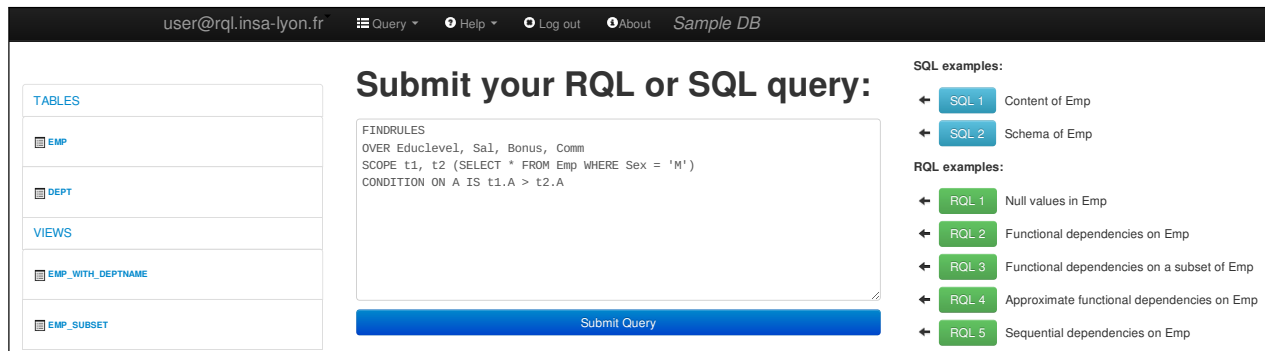 user@rql.insa-lyon.fr Query Help Log out About Sample DB
TABLES
EMP
DEPT
VIEWS
EMP_WITH_DEPTNAME
EMP_SUBSET
Submit your RQL or SQL query:
FINDRULES
OVER Educlevel, Sal, Bonus, Comm
SCOPE t1, t2 (SELECT * FROM Emp WHERE Sex = 'M')
CONDITION ON A IS t1.A > t2.A
Submit Query
SQL examples:
SQL 1 Content of Emp
SQL 2 Schema of Emp
RQL examples:
RQL 1 Null values in Emp
RQL 2 Functional dependencies on Emp
RQL 3 Functional dependencies on a subset of Emp
RQL 4 Approximate functional dependencies on Emp
RQL 5 Sequential dependencies on Emp